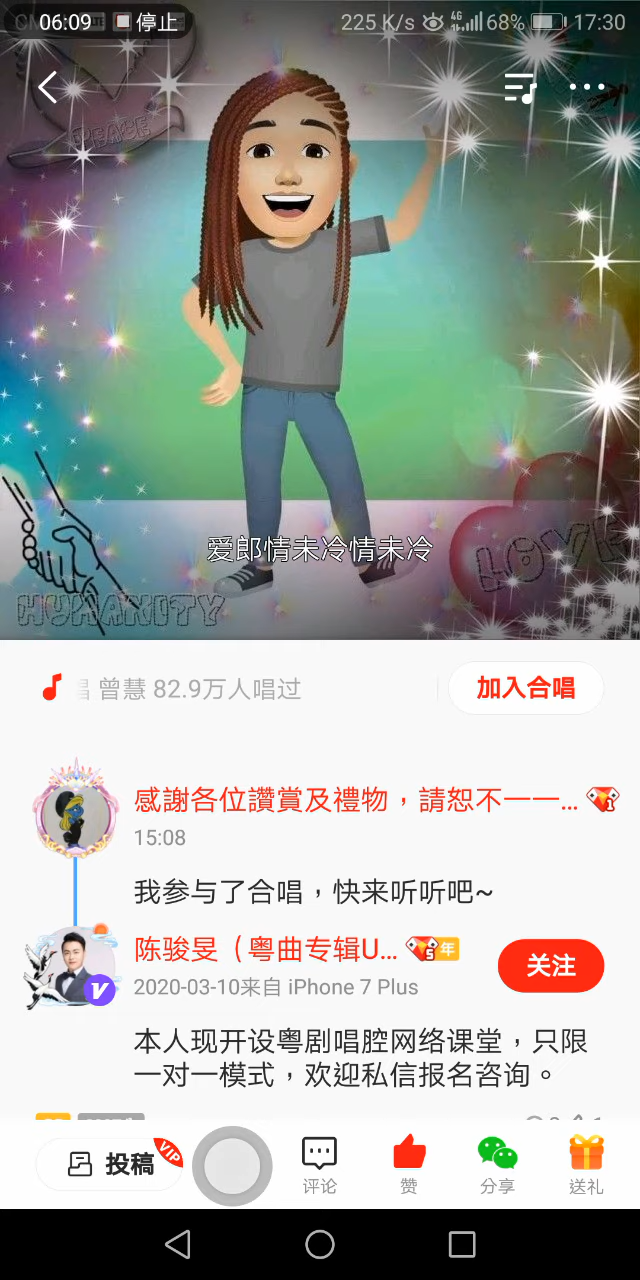 06:09 停止
225 K/s 4G 68% 17:30
PEACE
爱郎情未冷情未冷
LOVE
HUMANITY
唱 曾慧 82.9万人唱过
加入合唱
感謝各位讚賞及禮物，請恕不一一... 1
15:08
我参与了合唱，快来听听吧~
陈骏旻（粤曲专辑U... 5 年
关注
2020-03-10来自 iPhone 7 Plus
本人现开设粤剧唱腔网络课堂，只限
一对一模式，欢迎私信报名咨询。
投稿 VIP
评论
赞
分享
送礼